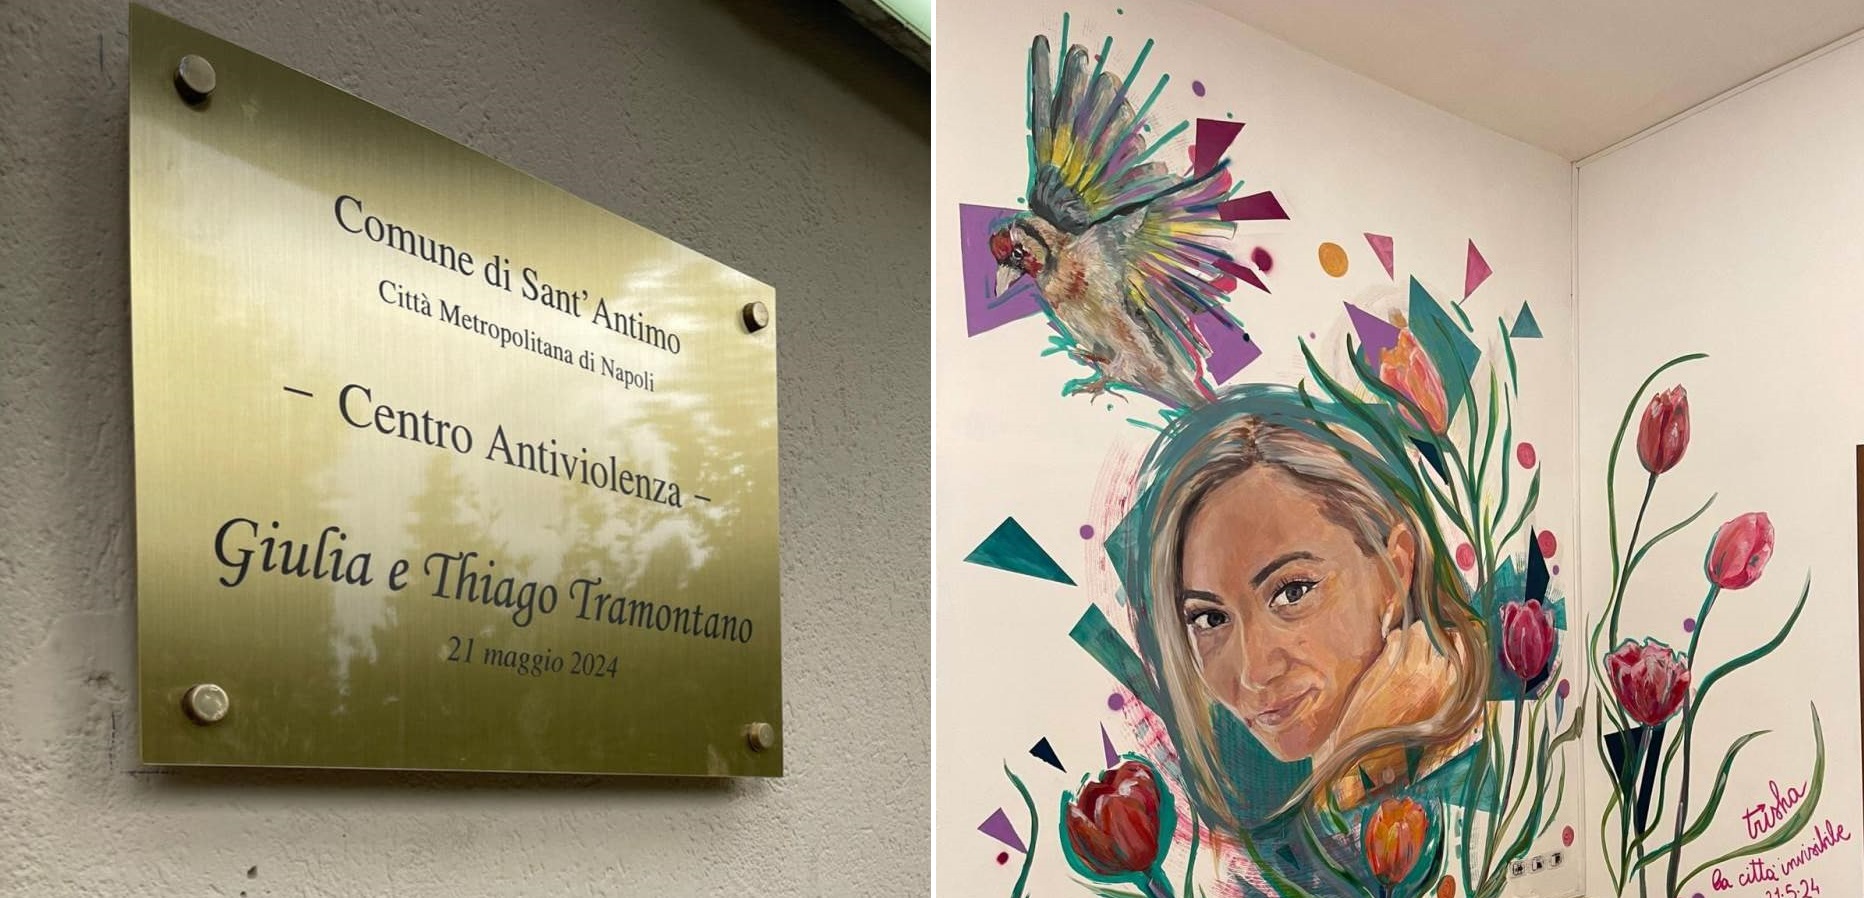 Comune di Sant' Antimo
Città Metropolitana di Napoli
– Centro Antiviolenza –
Giulia e Thiago Tramontano
21 maggio 2024
trisha
la città invisibile
21.5.24